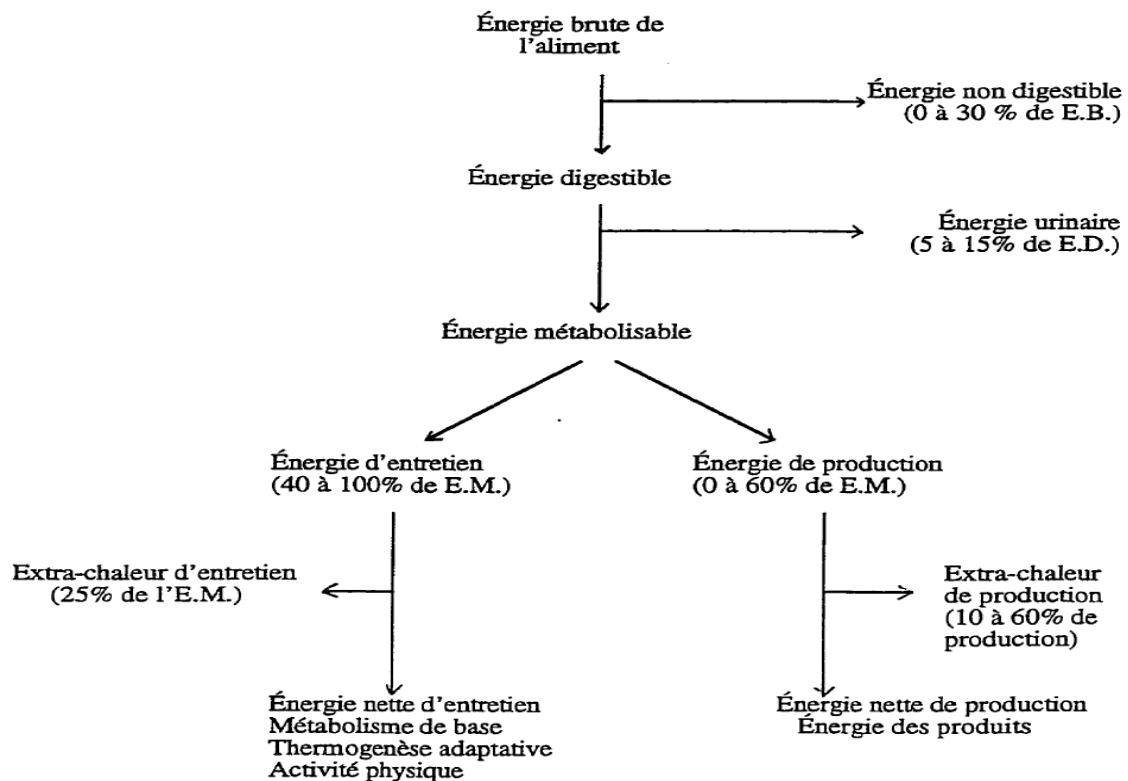 Énergie brute de
l'aliment
Énergie non digestible
(0 à 30 % de E.B.)
Énergie digestible
Énergie urinaire
(5 à 15% de E.D.)
Énergie métabolisable
Énergie d'entretien
(40 à 100% de E.M.)
Énergie de production
(0 à 60% de E.M.)
Extra-chaleur d'entretien
(25% de l'E.M.)
Extra-chaleur
de production
(10 à 60% de
production)
Énergie nette d'entretien
Métabolisme de base
Thermogenèse adaptative
Activité physique
Énergie nette de production
Énergie des produits